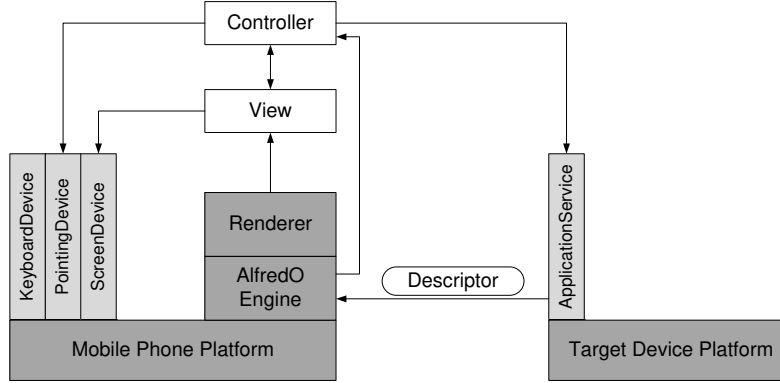 Controller
View
KeyboardDevice
PointingDevice
ScreenDevice
Renderer
AlfredO
Engine
Descriptor
ApplicationService
Mobile Phone Platform
Target Device Platform